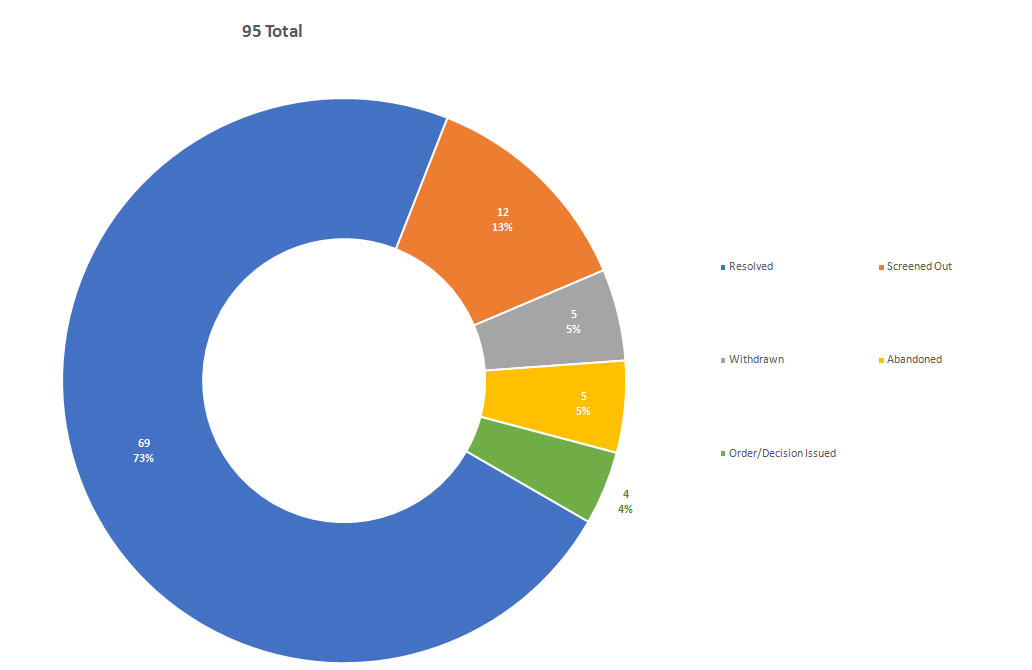 95 Total
12
13%
5
5%
5
5%
4
4%
69
73%
Resolved
Screened Out
Withdrawn
Abandoned
Order/Decision Issued